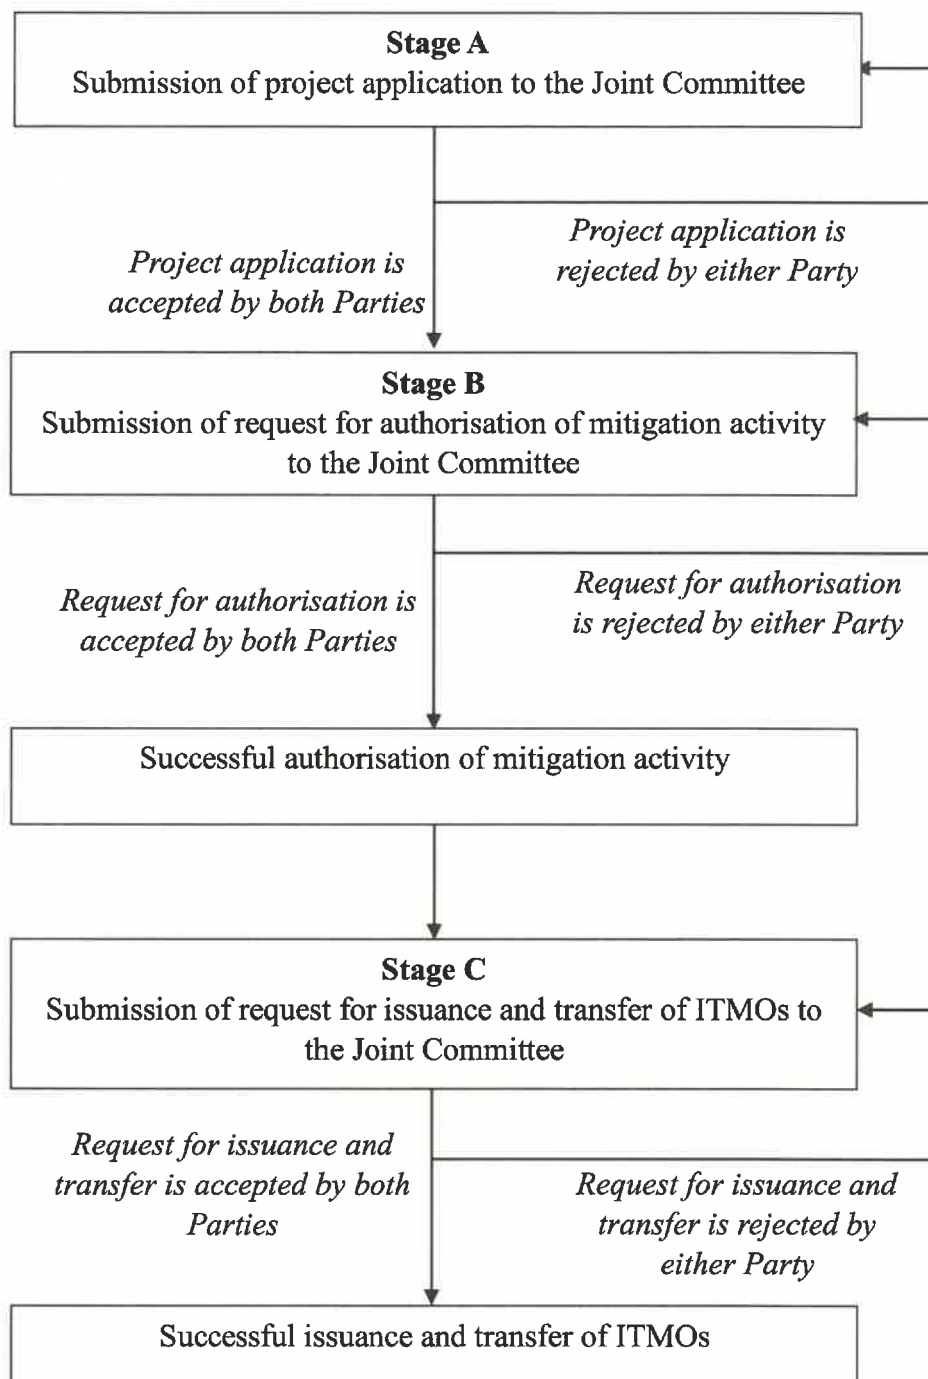 Stage A
Submission of project application to the Joint Committee
Project application is
rejected by either Party
Project application is
accepted by both Parties
Stage B
Submission of request for authorisation of mitigation activity
to the Joint Committee
Request for authorisation
is rejected by either Party
Request for authorisation is
accepted by both Parties
Successful authorisation of mitigation activity
Stage C
Submission of request for issuance and transfer of ITMOs to
the Joint Committee
Request for issuance and
transfer is accepted by both
Parties
Request for issuance and
transfer is rejected by
either Party
Successful issuance and transfer of ITMOs